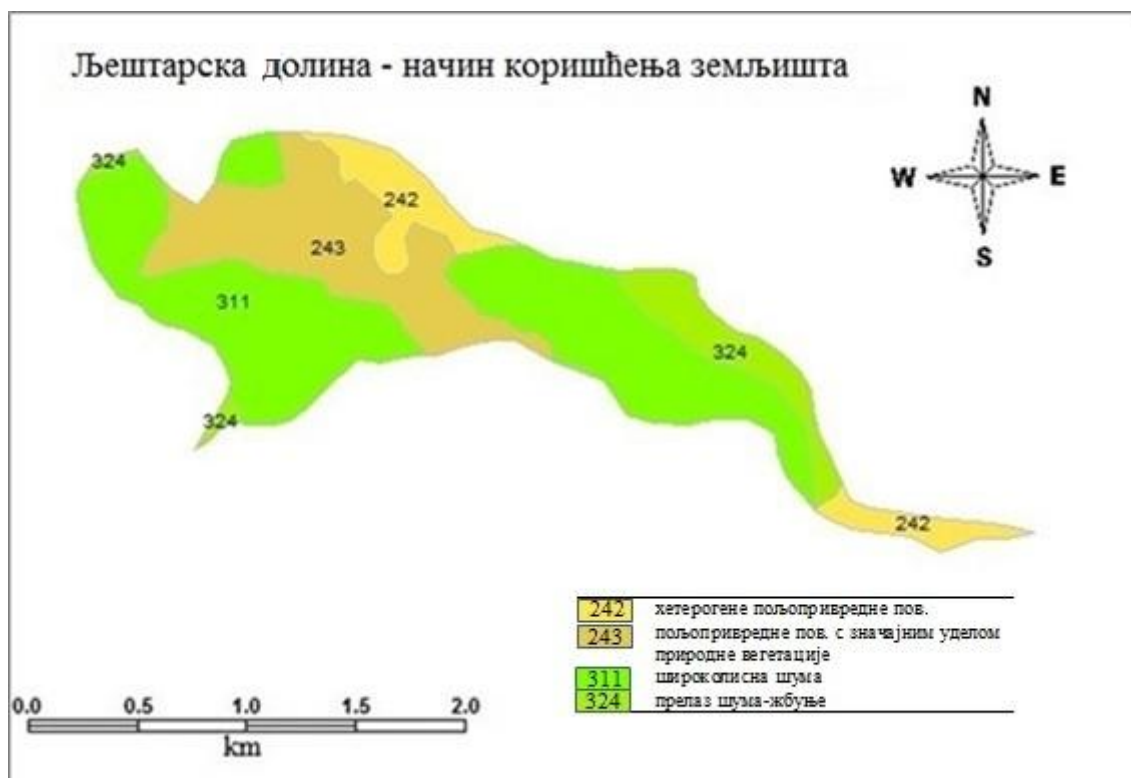 Љештарска долина - начин коришћења земљишта
N
W E
S
324
242
243
311
324
324
242
242 хетерогене пољопривредне пов.
243 пољопривредне пов. с значајним уделом
природне вегетације
311 широколисна шума
324 прелаз шума-жбуње
0.0 0.5 1.0 1.5 2.0
km